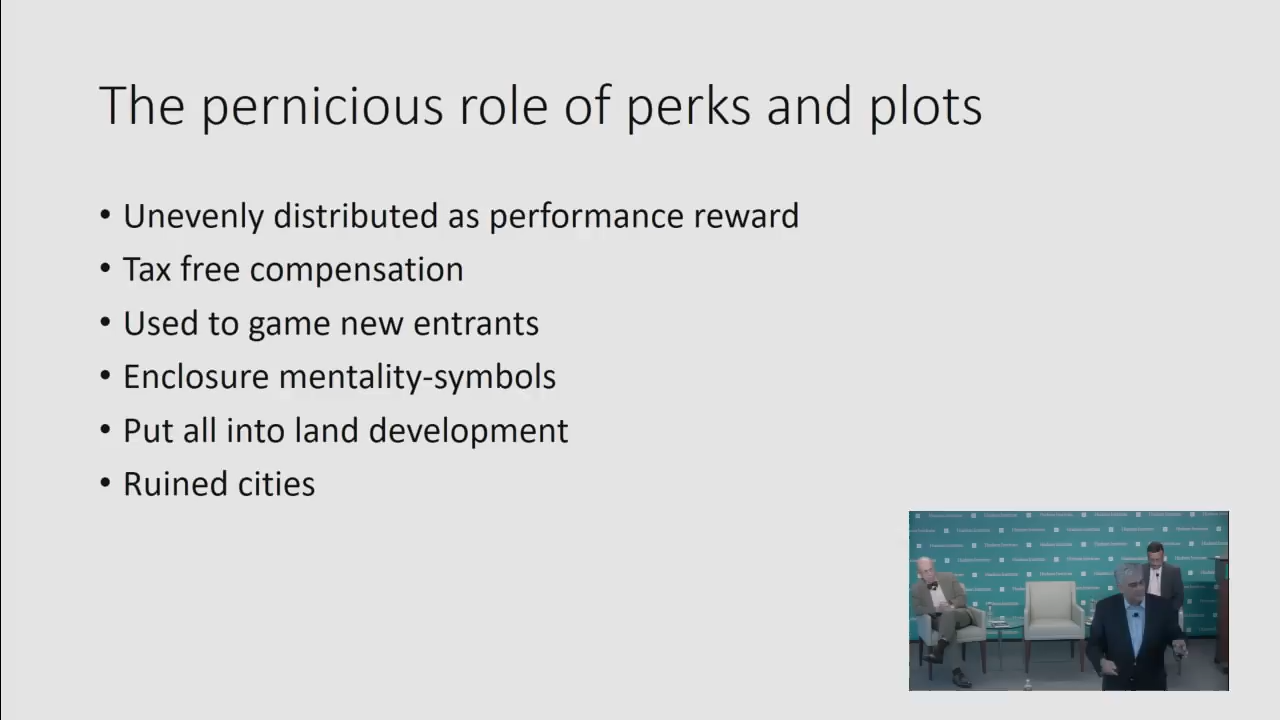 The pernicious role of perks and plots
• Unevenly distributed as performance reward
• Tax free compensation
• Used to game new entrants
• Enclosure mentality-symbols
• Put all into land development
• Ruined cities